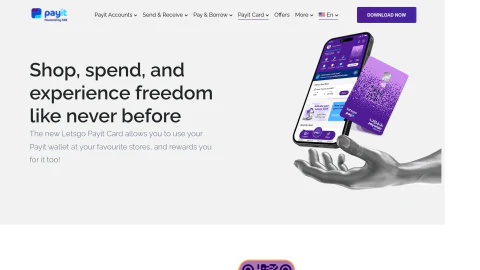 payit
Payit Accounts
Send & Receive
Pay & Borrow
Payit Card
Offers
More
En
DOWNLOAD NOW
Shop, spend, and
experience freedom
like never before
The new Letsgo Payit Card allows you to use your
Payit wallet at your favourite stores, and rewards you
for it too!